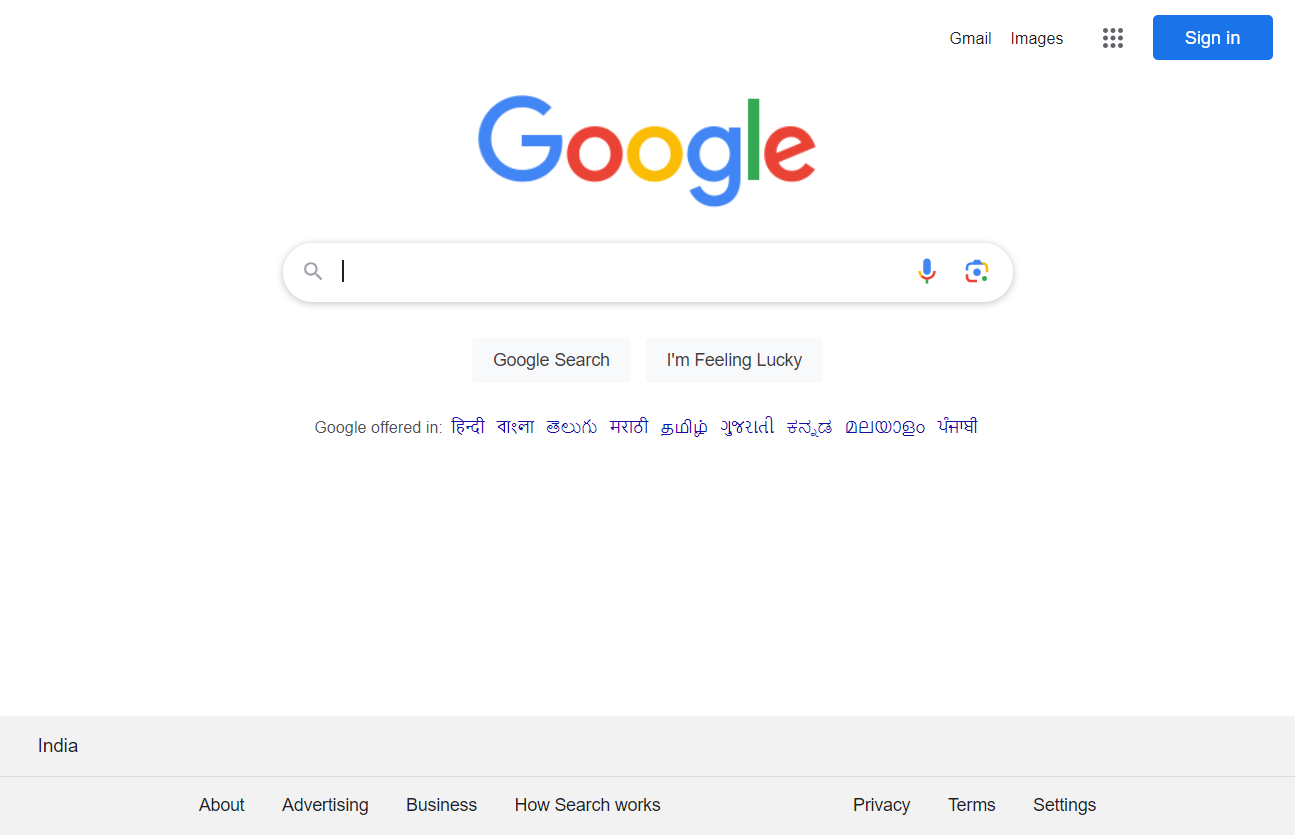 Gmail Images Sign in
Google
Google Search I'm Feeling Lucky
Google offered in: हिन्दी বাংলা తెలుగు मराठी தமிழ் ગુજરાતી ಕನ್ನಡ മലയാളം ਪੰਜਾਬੀ
India
About Advertising Business How Search works Privacy Terms Settings